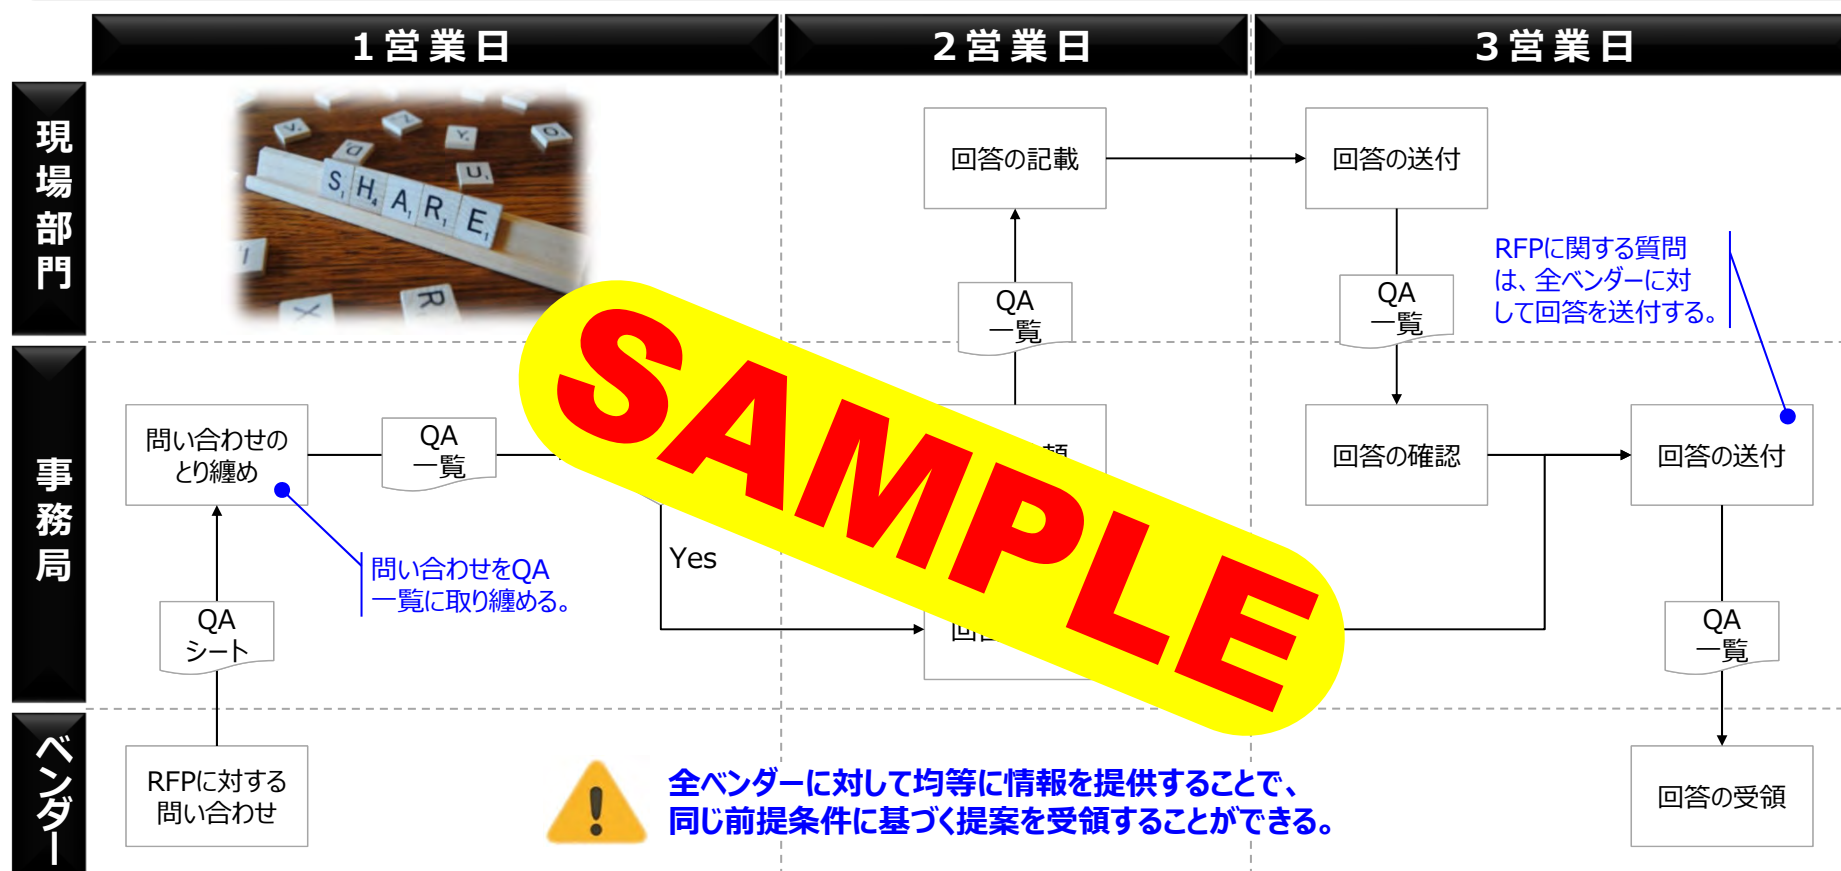 1営業日
2営業日
3営業日
現場部門
S H A R E
V
Z
Y
O
D
U
I
X
R
回答の記載
回答の送付
QA
一覧
QA
一覧
RFPに関する質問
は、全ベンダーに対
して回答を送付する。
事務局
問い合わせの
とり纏め
QA
一覧
回答の確認
回答の送付
問い合わせをQA
一覧に取り纏める。
Yes
QA
シート
QA
一覧
SAMPLE
ベンダー
RFPに対する
問い合わせ
全ベンダーに対して均等に情報を提供することで、
同じ前提条件に基づく提案を受領することができる。
回答の受領